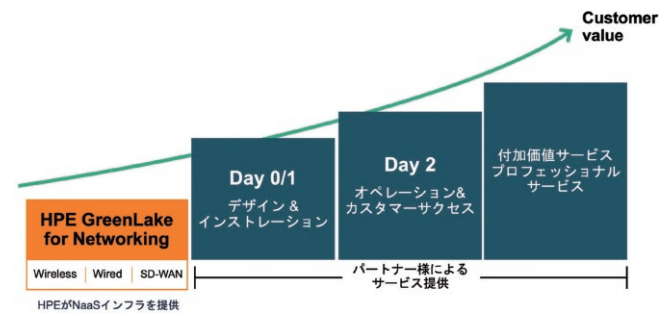 Customer
value
HPE GreenLake
for Networking
Wireless | Wired | SD-WAN
HPEがNaaSインフラを提供
Day 0/1
デザイン &
インストレーション
Day 2
オペレーション&
カスタマーサクセス
付加価値サービス
プロフェッショナル
サービス
パートナー様による
サービス提供